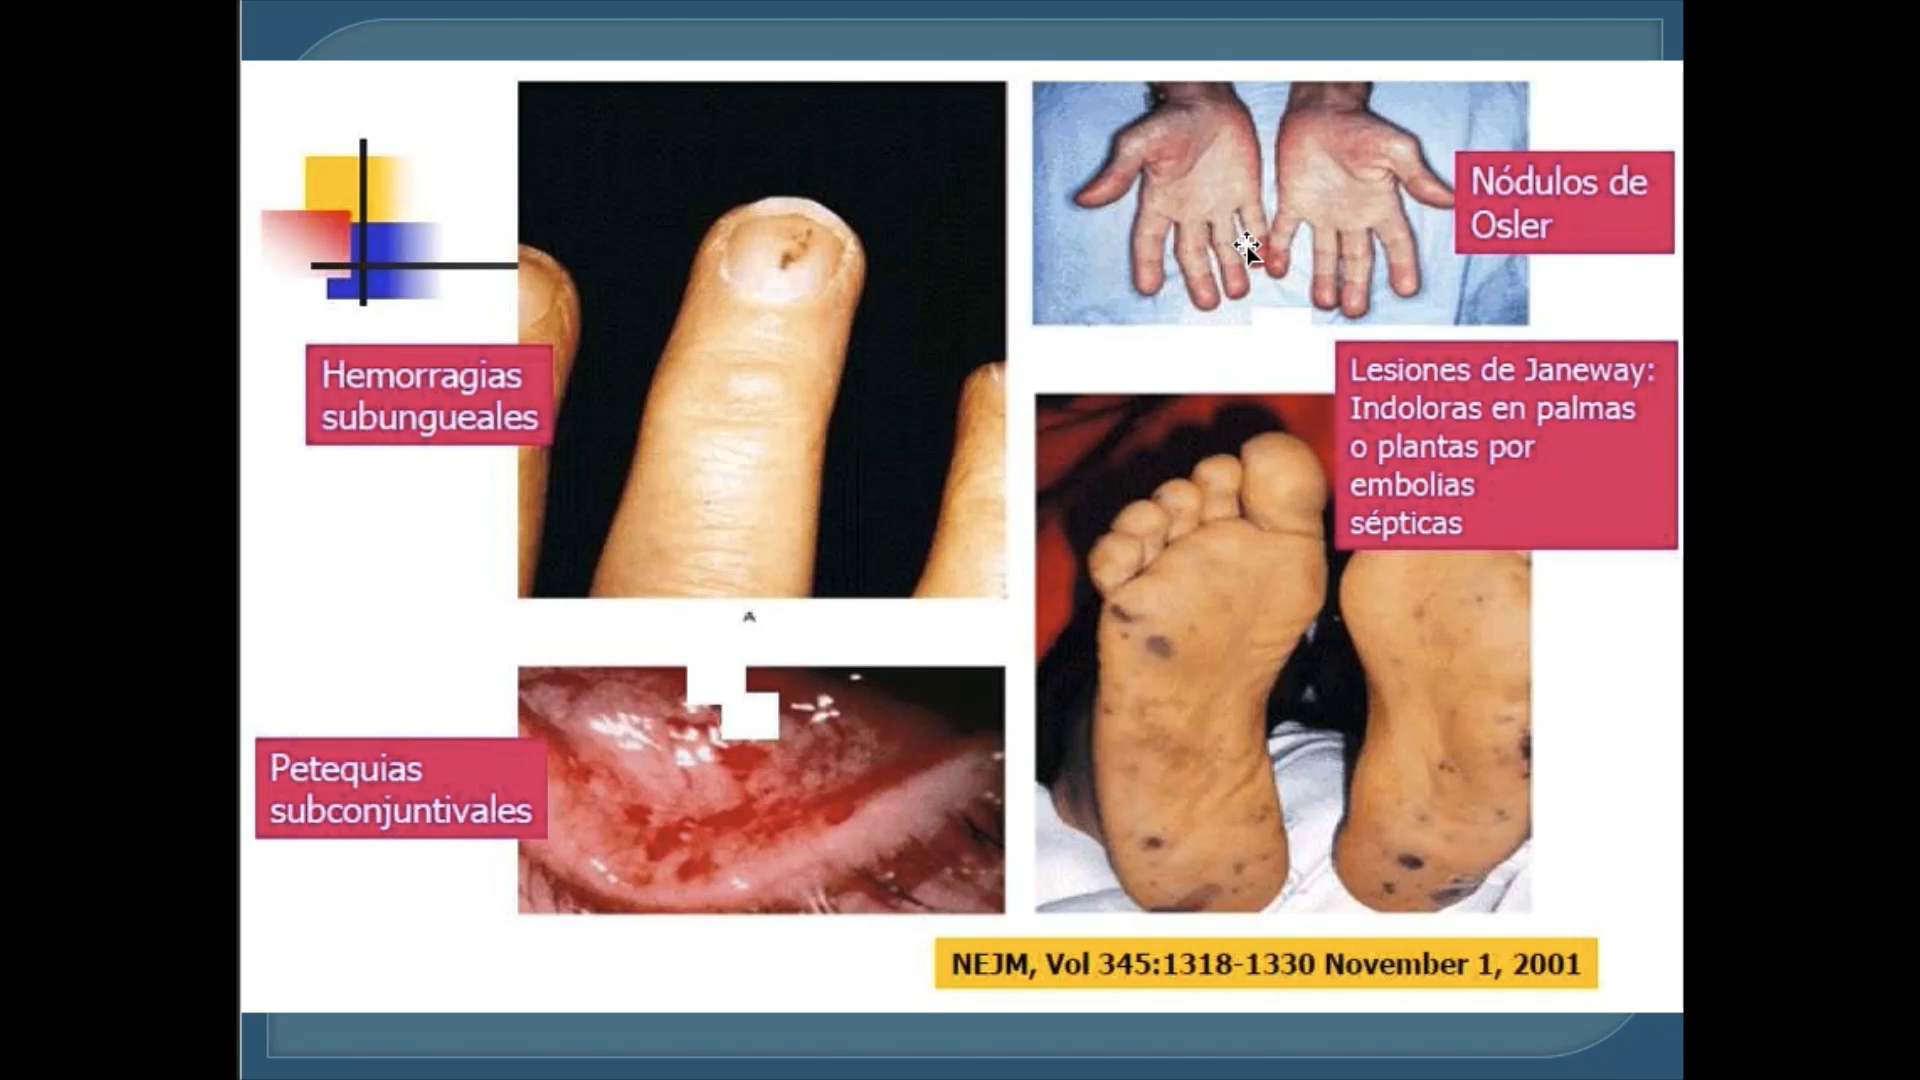 Hemorragias
subungueales
A
Petequias
subconjuntivales
Nódulos de
Osler
Lesiones de Janeway:
Indoloras en palmas
o plantas por
embolias
sépticas
NEJM, Vol 345:1318-1330 November 1, 2001